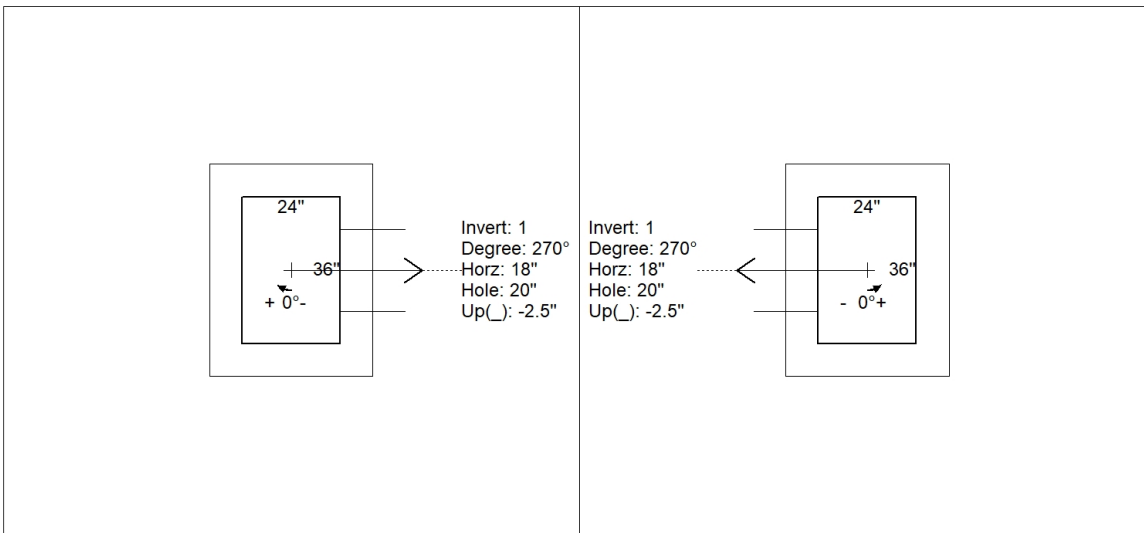 24"
36"
+ 0°-
Invert: 1
Degree: 270°
Horz: 18"
Hole: 20"
Up(_): -2.5"
Invert: 1
Degree: 270°
Horz: 18"
Hole: 20"
Up(_): -2.5"
24"
36"
- 0°+